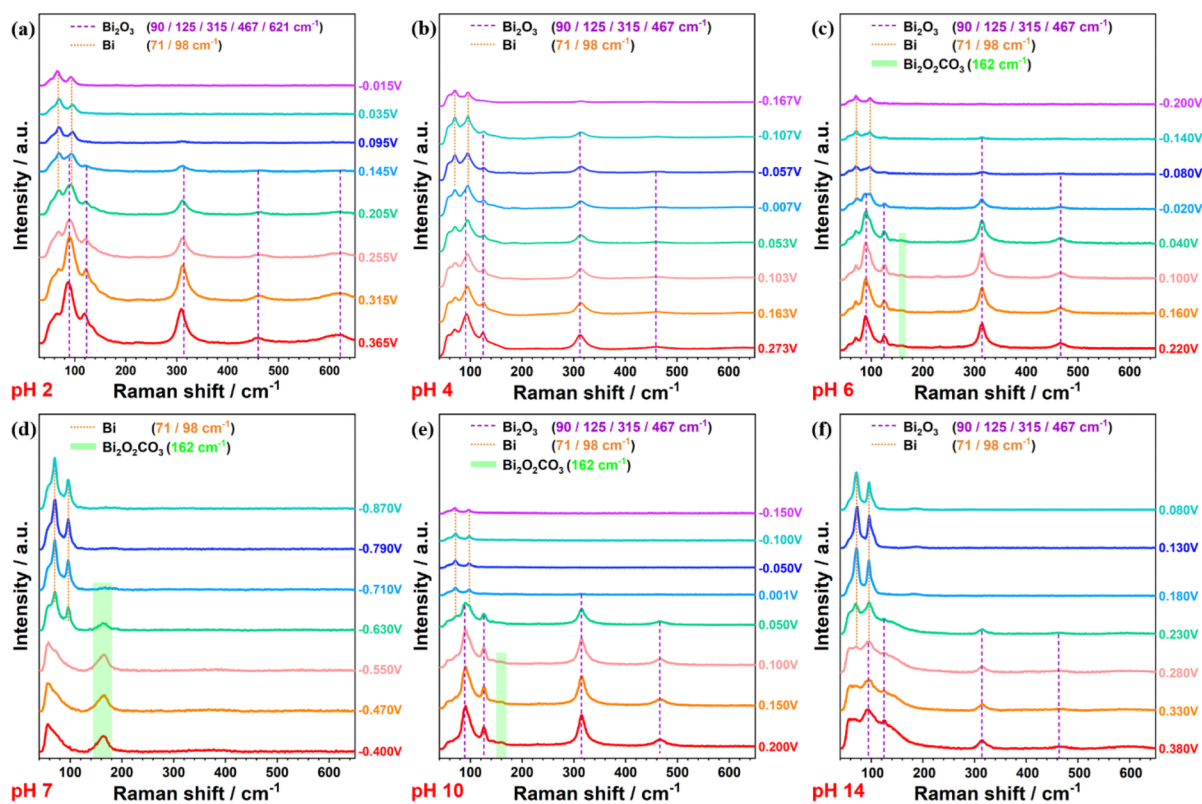 (a)
Bi₂O₃ (90 / 125 / 315 / 467 / 621 cm⁻¹)
Bi (71 / 98 cm⁻¹)
-0.015V
0.035V
0.095V
0.145V
0.205V
0.255V
0.315V
0.365V
Intensity / a.u.
100 200 300 400 500 600
Raman shift / cm⁻¹
pH 2
(b)
Bi₂O₃ (90 / 125 / 315 / 467 cm⁻¹)
Bi (71 / 98 cm⁻¹)
-0.167V
-0.107V
-0.057V
-0.007V
0.053V
0.103V
0.163V
0.273V
Intensity / a.u.
100 200 300 400 500 600
Raman shift / cm⁻¹
pH 4
(c)
Bi₂O₃ (90 / 125 / 315 / 467 cm⁻¹)
Bi (71 / 98 cm⁻¹)
Bi₂O₂CO₃ (162 cm⁻¹)
-0.200V
-0.140V
-0.080V
-0.020V
0.040V
0.100V
0.160V
0.220V
Intensity / a.u.
100 200 300 400 500 600
Raman shift / cm⁻¹
pH 6
(d)
Bi (71 / 98 cm⁻¹)
Bi₂O₂CO₃ (162 cm⁻¹)
-0.870V
-0.790V
-0.710V
-0.630V
-0.550V
-0.470V
-0.400V
Intensity / a.u.
100 200 300 400 500 600
Raman shift / cm⁻¹
pH 7
(e)
Bi₂O₃ (90 / 125 / 315 / 467 cm⁻¹)
Bi (71 / 98 cm⁻¹)
Bi₂O₂CO₃ (162 cm⁻¹)
-0.150V
-0.100V
-0.050V
0.001V
0.050V
0.100V
0.150V
0.200V
Intensity / a.u.
100 200 300 400 500 600
Raman shift / cm⁻¹
pH 10
(f)
Bi₂O₃ (90 / 125 / 315 / 467 cm⁻¹)
Bi (71 / 98 cm⁻¹)
0.080V
0.130V
0.180V
0.230V
0.280V
0.330V
0.380V
Intensity / a.u.
100 200 300 400 500 600
Raman shift / cm⁻¹
pH 14